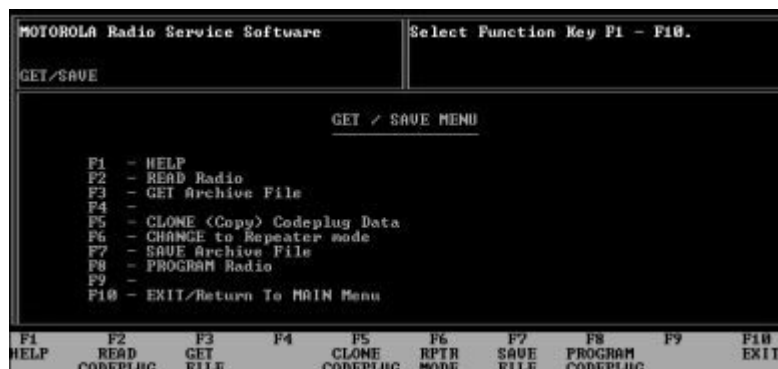 MOTOROLA Radio Service Software
Select Function Key F1 - F10.
GET/SAVE
GET / SAVE MENU
F1 - HELP
F2 - READ Radio
F3 - GET Archive File
F4 -
F5 - CLONE (Copy) Codeplug Data
F6 - CHANGE to Repeater mode
F7 - SAVE Archive File
F8 - PROGRAM Radio
F9 -
F10 - EXIT/Return To MAIN Menu
F1 F2 F3 F4 F5 F6 F7 F8 F9 F10
HELP READ GET CLONE RPTR SAVE PROGRAM EXIT
CODEPLUG FILE CODEPLUG MODE FILE CODEPLUG